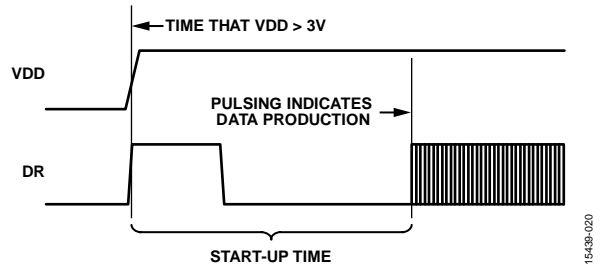 TIME THAT VDD > 3V
VDD
PULSING INDICATES
DATA PRODUCTION
DR
START-UP TIME
15439-020